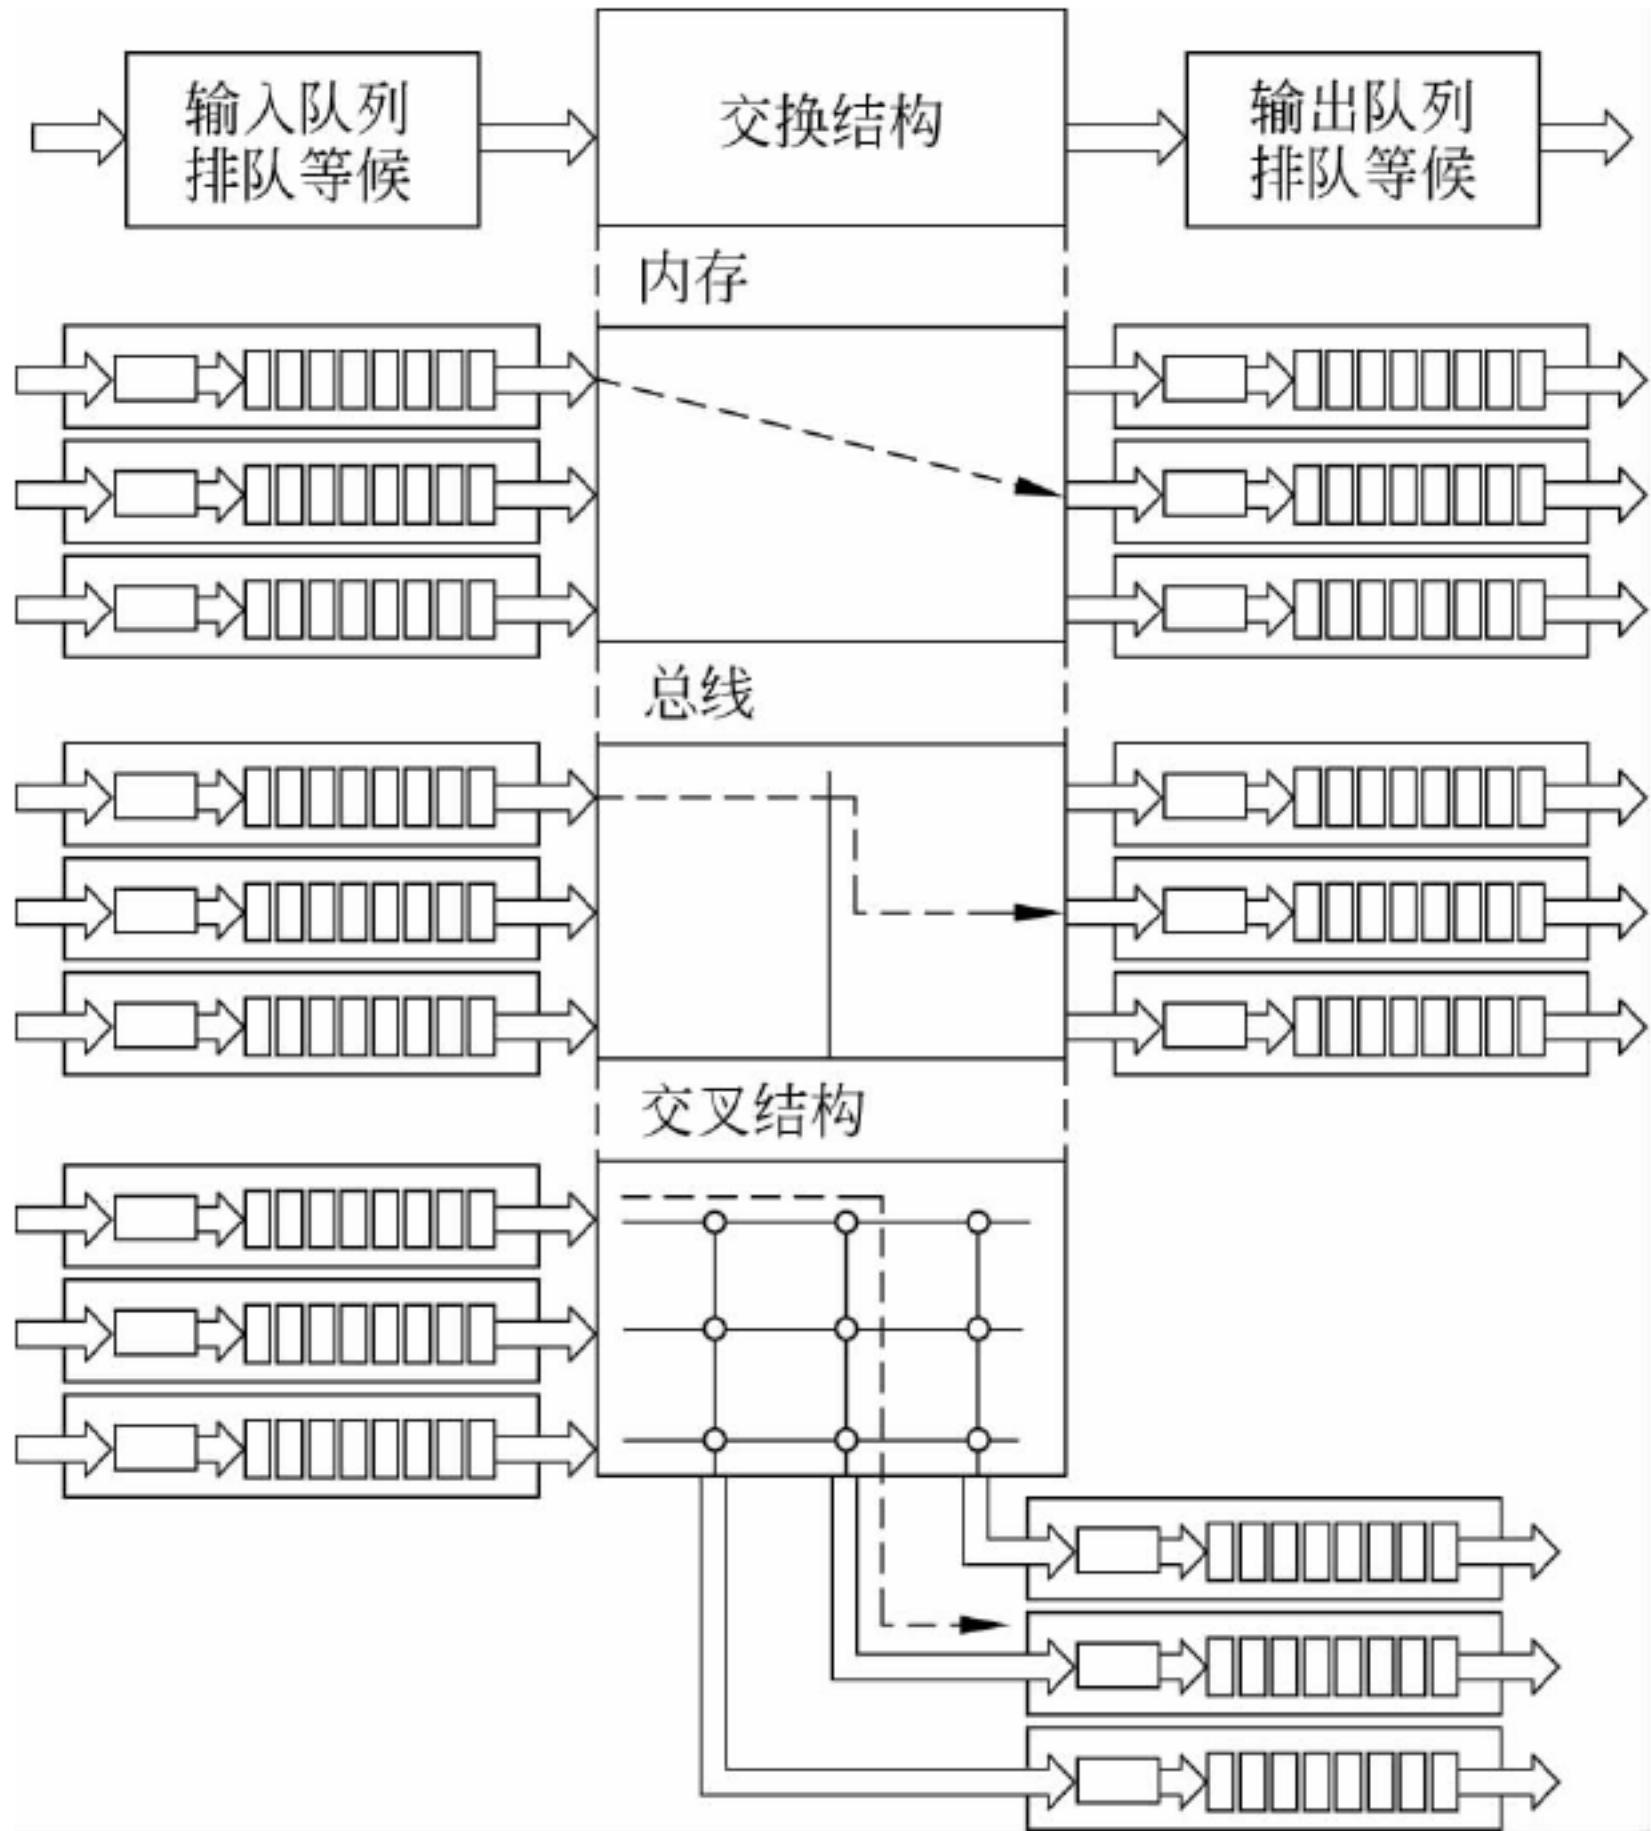 输入队列
排队等候
交换结构
输出队列
排队等候
内存
总线
交叉结构